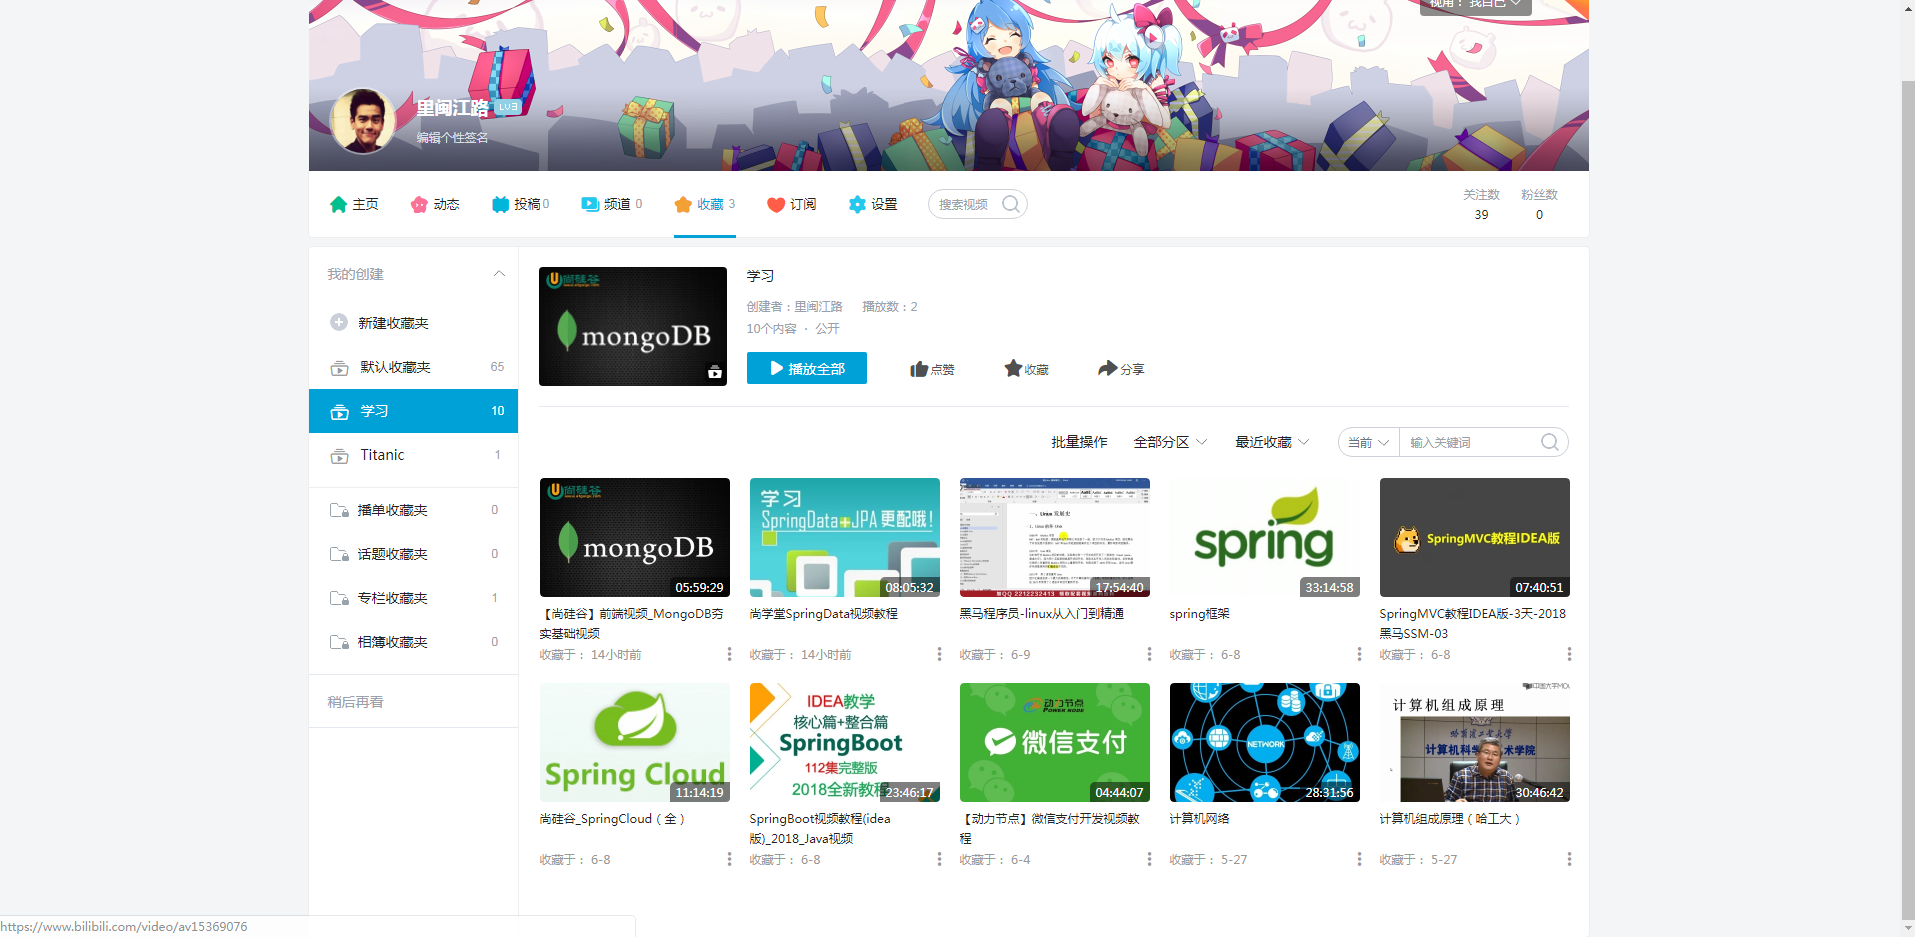 视角：我自己
里闽江路 LV3
编辑个性签名
主页 动态 投稿 0 频道 0 收藏 3 订阅 设置 搜索视频
关注数 粉丝数
39 0
我的创建
新建收藏夹
默认收藏夹 65
学习 10
Titanic 1
播单收藏夹 0
话题收藏夹 0
专栏收藏夹 1
相簿收藏夹 0
稍后再看
尚硅谷
mongoDB
学习
创建者：里闽江路 播放数：2
10个内容 · 公开
播放全部 点赞 收藏 分享
批量操作 全部分区 最近收藏 当前 输入关键词
尚硅谷
mongoDB
05:59:29
【尚硅谷】前端视频_MongoDB夯
实基础视频
收藏于： 14小时前
学习
SpringData+JPA 更配哦！
08:05:32
尚学堂SpringData视频教程
收藏于： 14小时前
17:54:40
黑马程序员-linux从入门到精通
收藏于： 6-9
spring
33:14:58
spring框架
收藏于： 6-8
SpringMVC教程IDEA版
07:40:51
SpringMVC教程IDEA版-3天-2018
黑马SSM-03
收藏于： 6-8
Spring Cloud
11:14:19
尚硅谷_SpringCloud（全）
收藏于： 6-8
IDEA教学
核心篇+整合篇
SpringBoot
112集完整版
2018全新教程
23:46:17
SpringBoot视频教程(idea
版)_2018_Java视频
收藏于： 6-8
动力节点
POWER NODE
微信支付
04:44:07
【动力节点】微信支付开发视频教
程
收藏于： 6-4
NETWORK
28:31:56
计算机网络
收藏于： 5-27
计算机组成原理
30:46:42
计算机组成原理（哈工大）
收藏于： 5-27
https://www.bilibili.com/video/av15369076